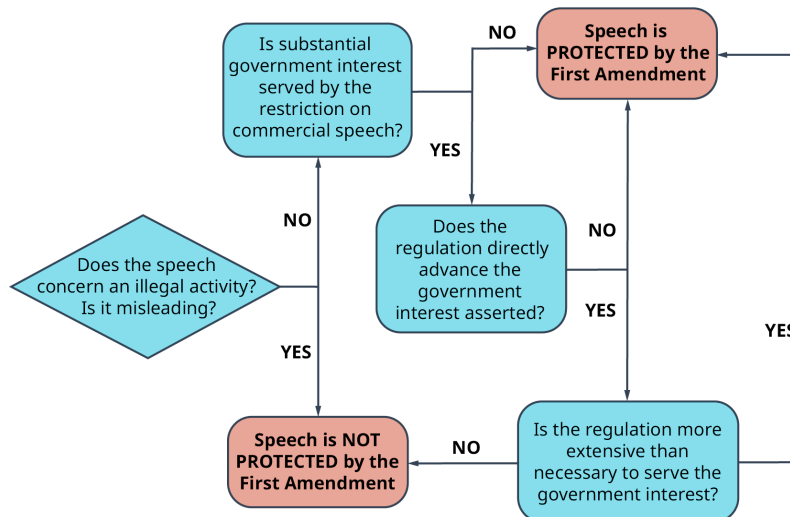 Is substantial
government interest
served by the
restriction on
commercial speech?
NO
Speech is
PROTECTED by the
First Amendment
YES
NO
Does the speech
concern an illegal activity?
Is it misleading?
Does the
regulation directly
advance the
government
interest asserted?
NO
YES
YES
YES
Speech is NOT
PROTECTED by the
First Amendment
NO
Is the regulation more
extensive than
necessary to serve the
government interest?